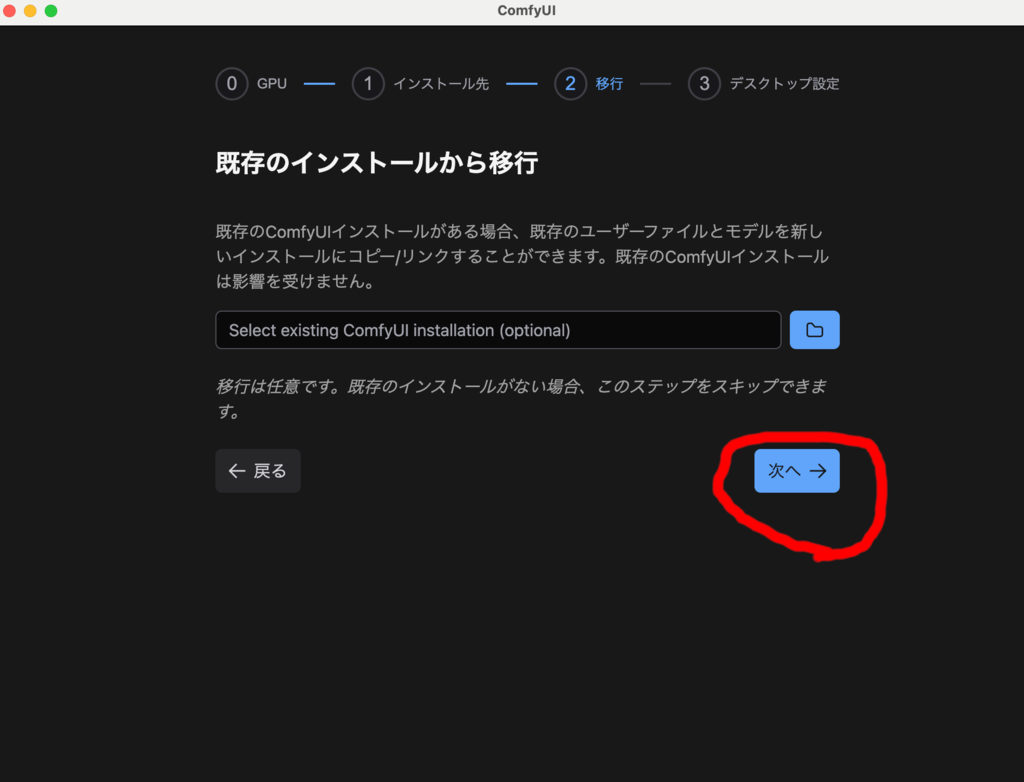 ComfyUI
0 GPU 1 インストール先 2 移行 3 デスクトップ設定
既存のインストールから移行
既存のComfyUIインストールがある場合、既存のユーザーファイルとモデルを新し
いインストールにコピー/リンクすることができます。既存のComfyUIインストール
は影響を受けません。
Select existing ComfyUI installation (optional)
移行は任意です。既存のインストールがない場合、このステップをスキップできま
す。
← 戻る 次へ →